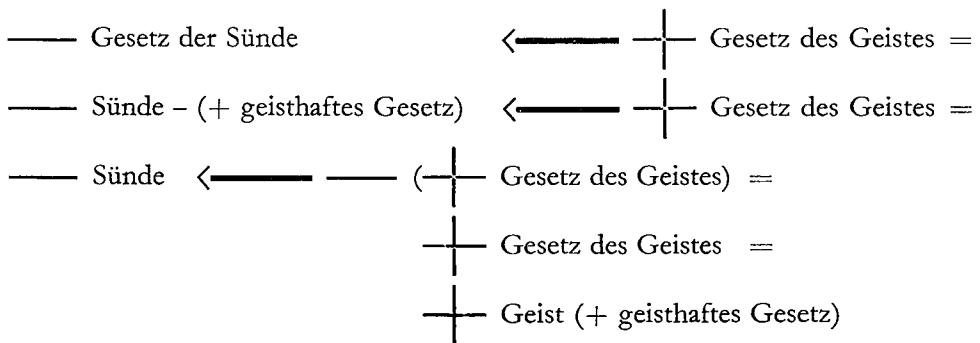 — Gesetz der Sünde <— + Gesetz des Geistes =
— Sünde – (+ geisthaftes Gesetz) <— + Gesetz des Geistes =
— Sünde <— — (+ Gesetz des Geistes) =
+ Gesetz des Geistes =
+ Geist (+ geisthaftes Gesetz)